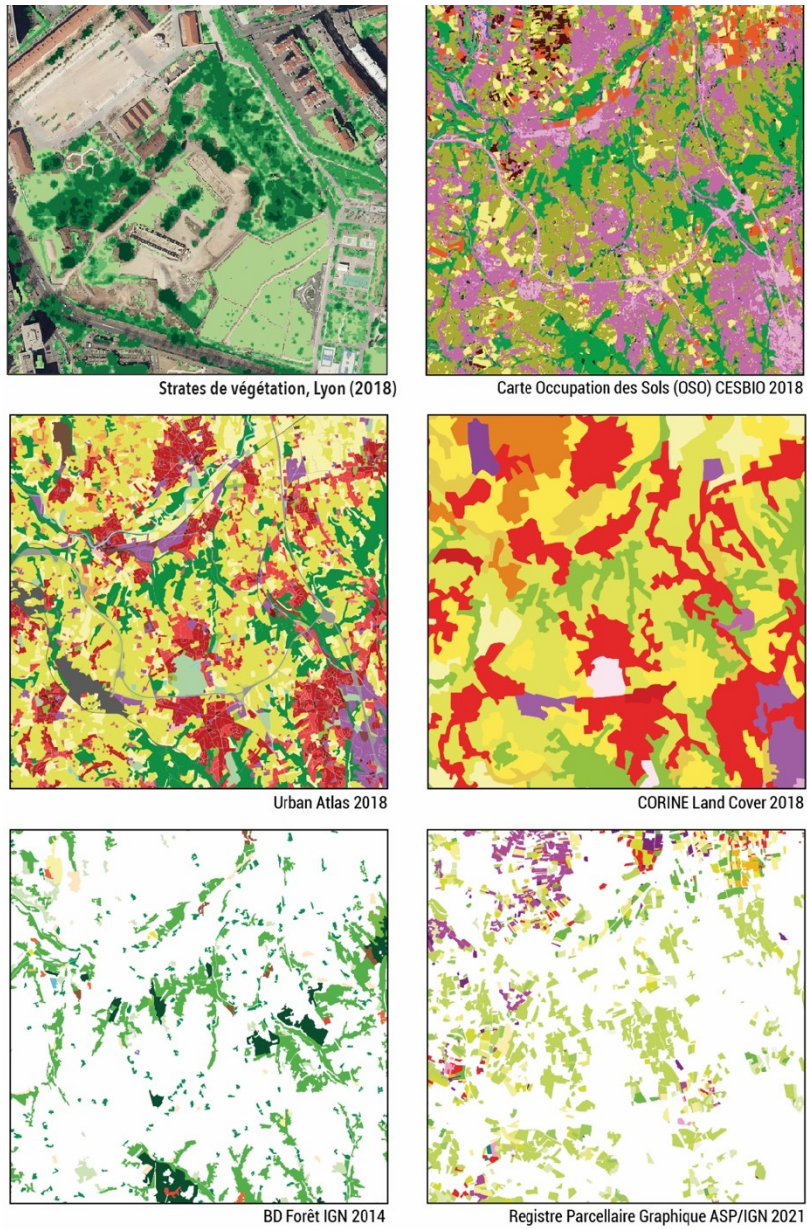 Strates de végétation, Lyon (2018)
Carte Occupation des Sols (OSO) CESBIO 2018
Urban Atlas 2018
CORINE Land Cover 2018
BD Forêt IGN 2014
Registre Parcellaire Graphique ASP/IGN 2021